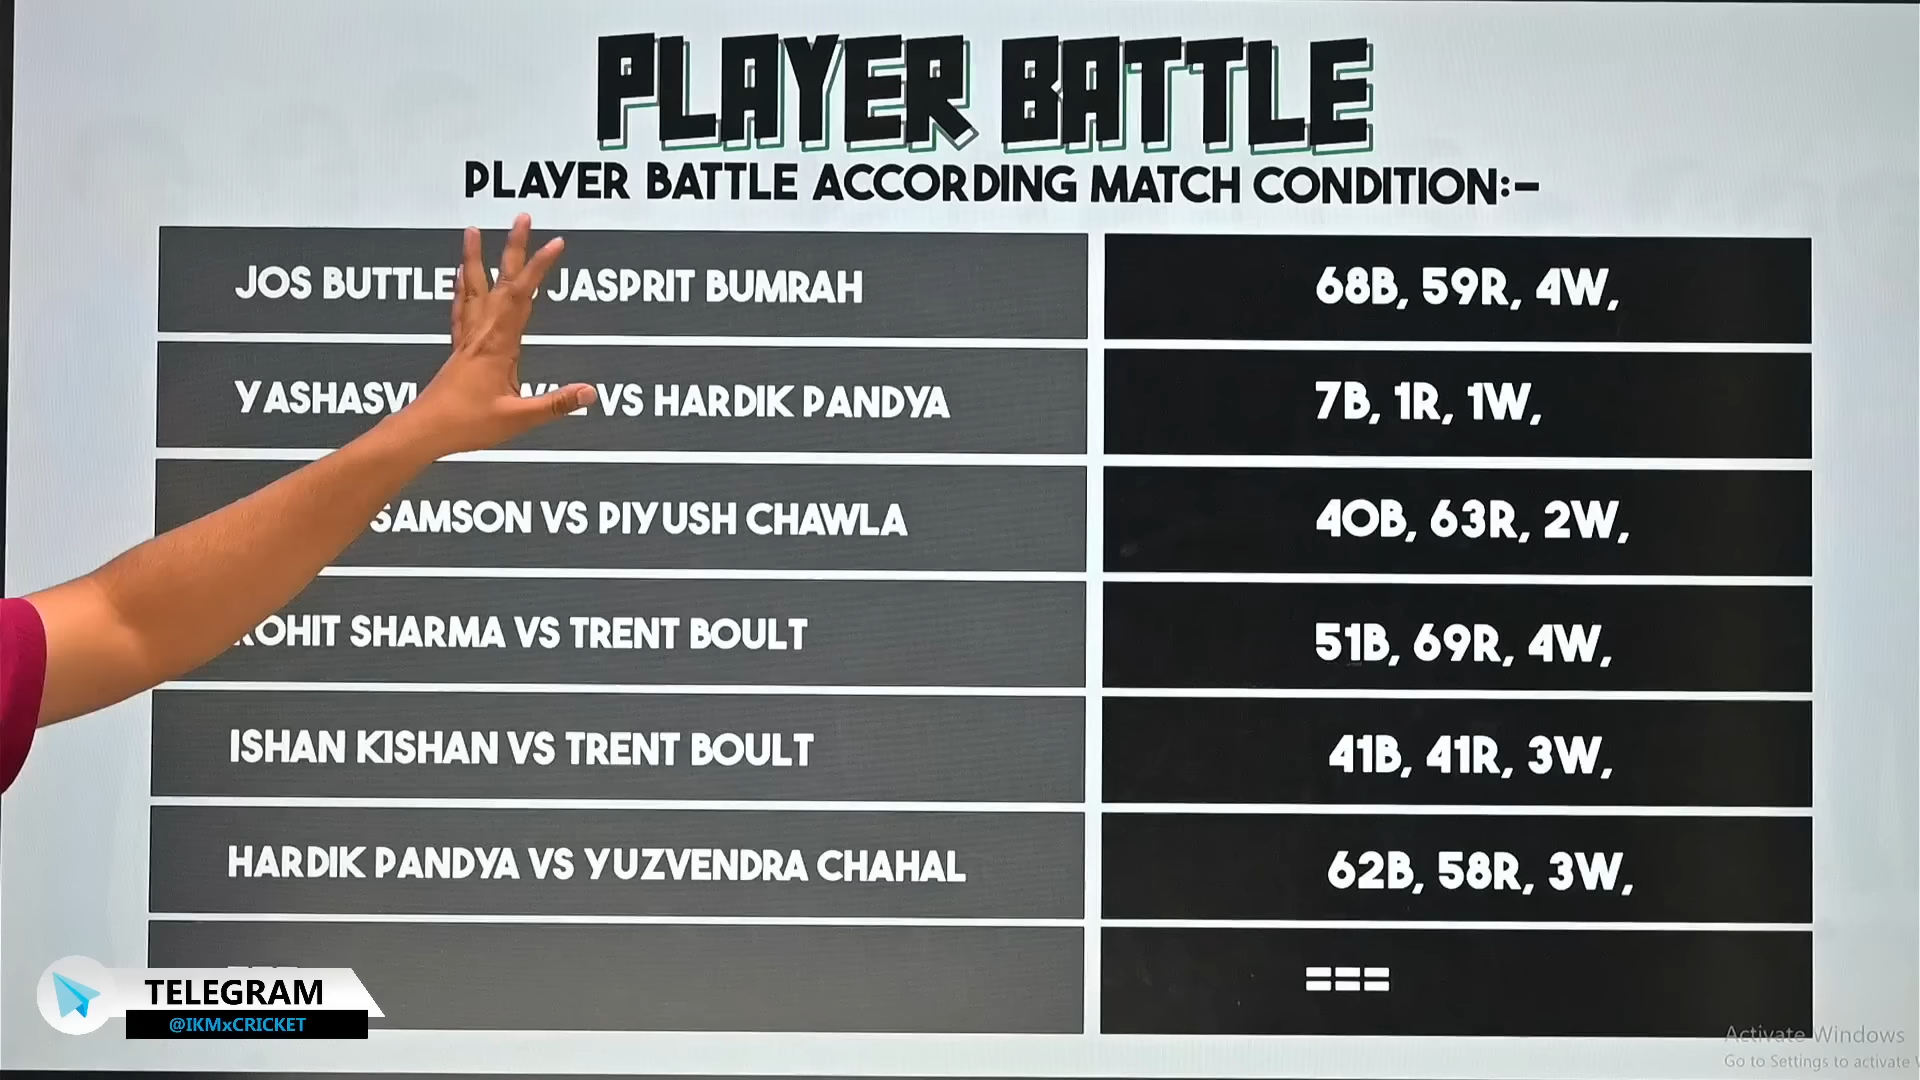 PLAYER BATTLE
PLAYER BATTLE ACCORDING MATCH CONDITION:-
JOS BUTTLE JASPRIT BUMRAH 68B, 59R, 4W,
YASHASVI VS HARDIK PANDYA 7B, 1R, 1W,
SAMSON VS PIYUSH CHAWLA 40B, 63R, 2W,
ROHIT SHARMA VS TRENT BOULT 51B, 69R, 4W,
ISHAN KISHAN VS TRENT BOULT 41B, 41R, 3W,
HARDIK PANDYA VS YUZVENDRA CHAHAL 62B, 58R, 3W,
===
TELEGRAM
@IKMxCRICKET
Activate Windows
Go to Settings to activate